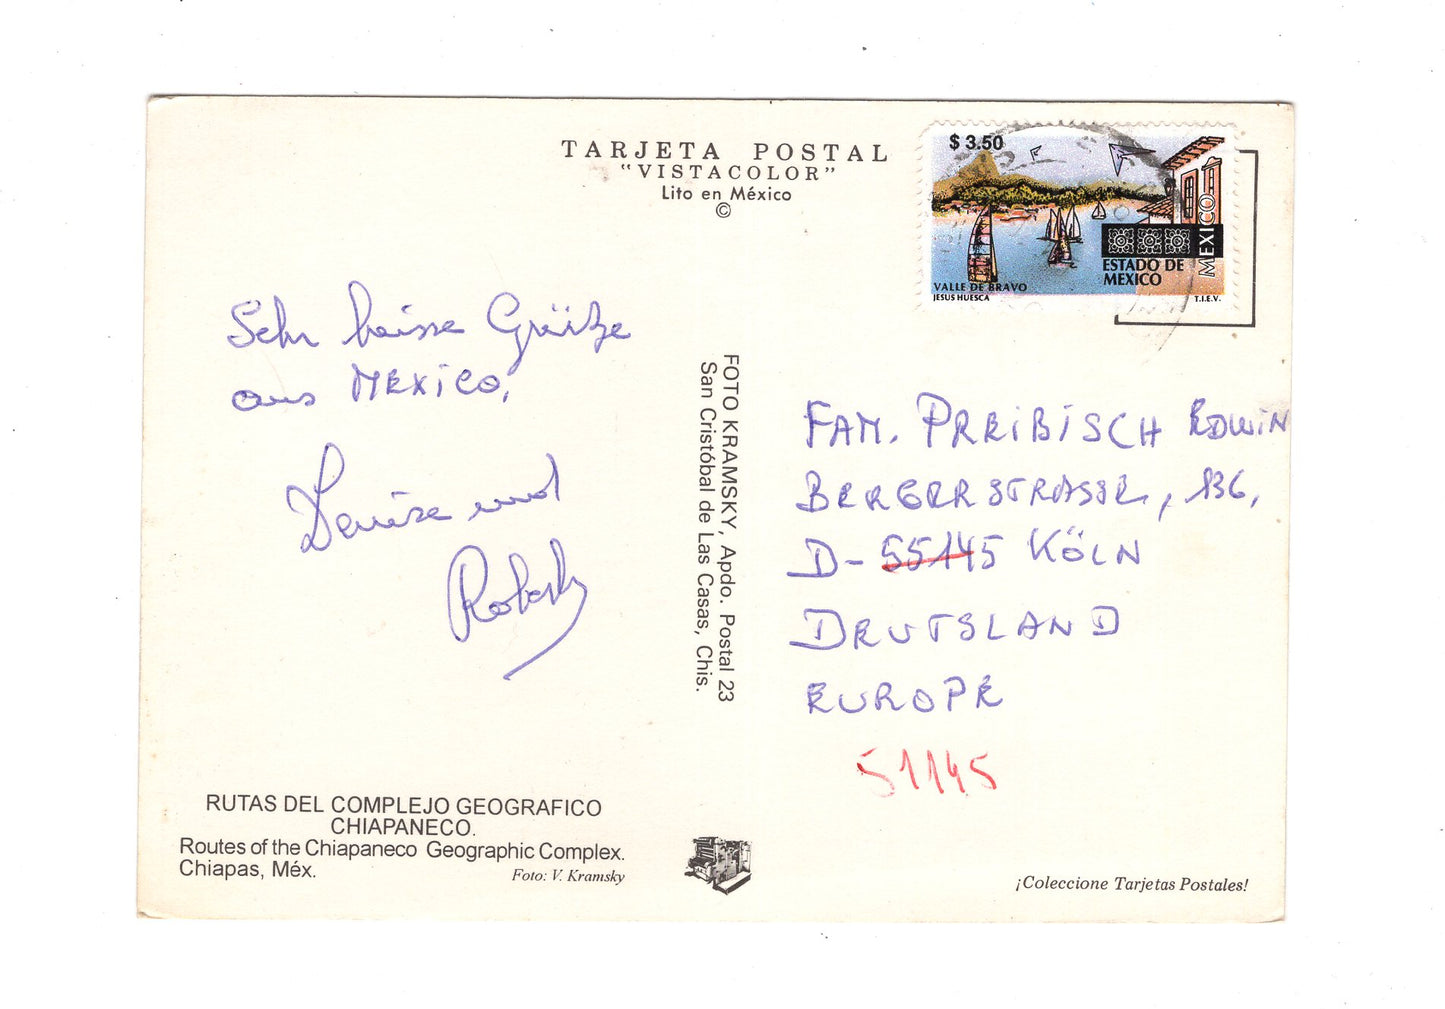 TARJETA POSTAL
"VISTACOLOR"
Lito en México
©
$ 3.50
VALLE DE BRAVO
JESUS HUESCA
ESTADO DE
MEXICO
MEXICO
T.I.E.V.
Sehr heisse Grüße
aus MEXICO,
Denise und
FOTO KRAMSKY, Apdo. Postal 23
San Cristóbal de Las Casas, Chis.
FAM. PREIBISCH EDWIN
BERGERSTRASSE, 136,
D- 55145 KÖLN
DEUTSLAND
EUROPE
51145
RUTAS DEL COMPLEJO GEOGRAFICO
CHIAPANECO.
Routes of the Chiapaneco Geographic Complex.
Chiapas, Méx.
Foto: V. Kramsky
¡Coleccione Tarjetas Postales!